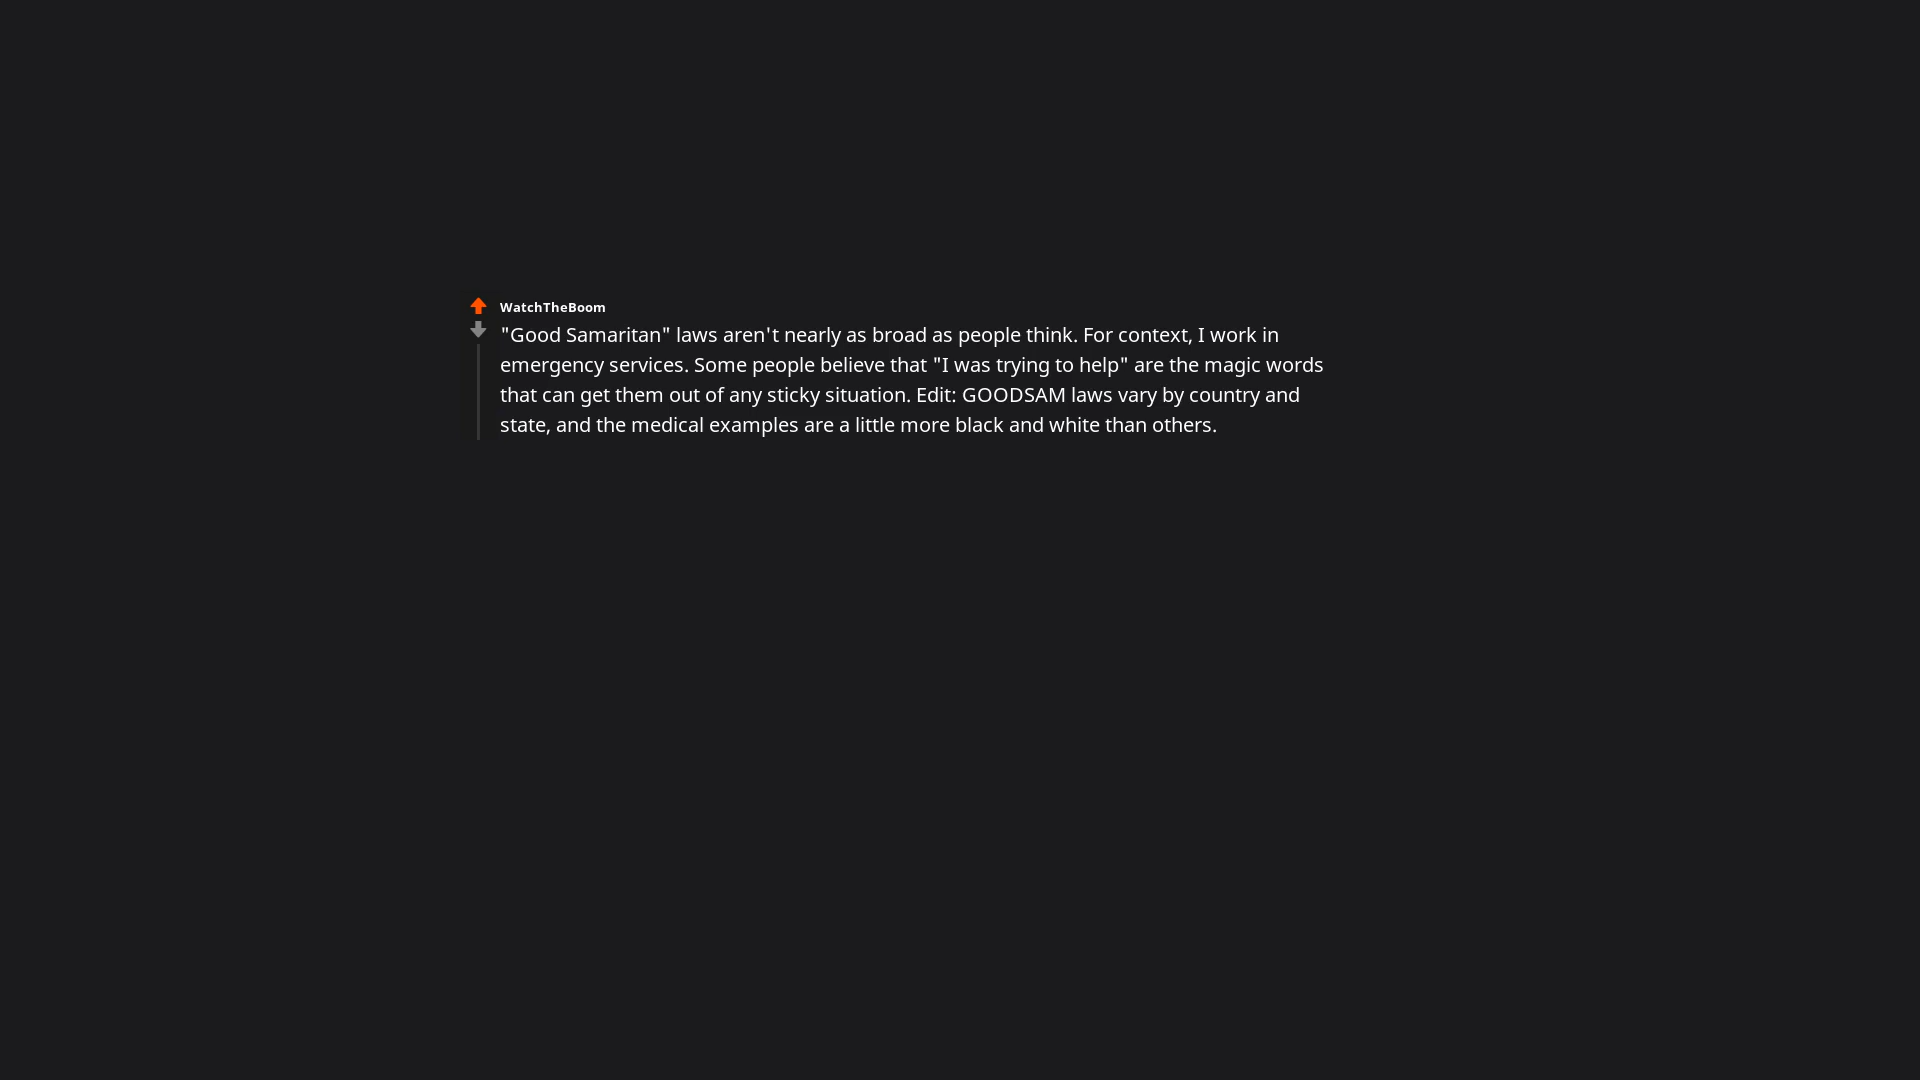 WatchTheBoom
"Good Samaritan" laws aren't nearly as broad as people think. For context, I work in
emergency services. Some people believe that "I was trying to help" are the magic words
that can get them out of any sticky situation. Edit: GOODSAM laws vary by country and
state, and the medical examples are a little more black and white than others.